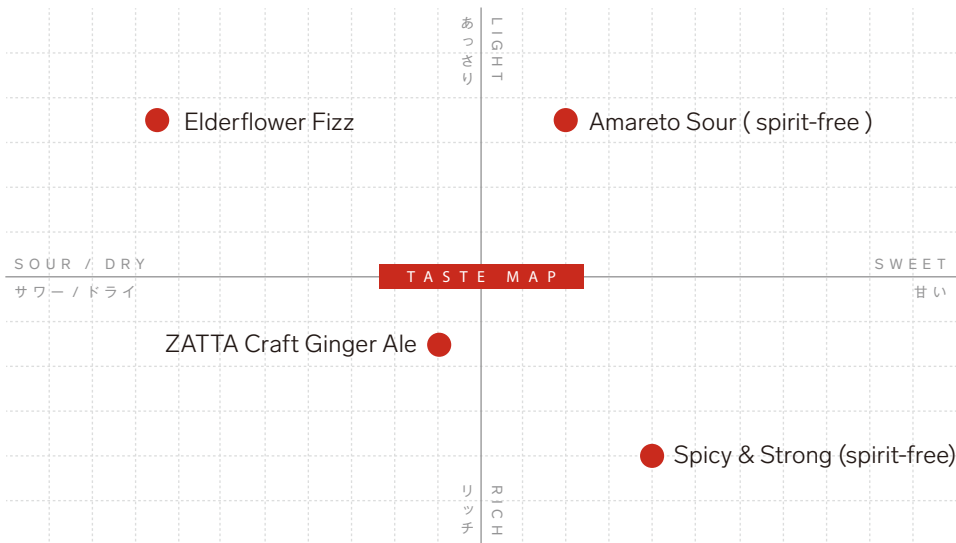 あっさり
LIGHT
Elderflower Fizz
Amareto Sour ( spirit-free )
SOUR / DRY
サワー / ドライ
TASTE MAP
SWEET
甘い
ZATTA Craft Ginger Ale
Spicy & Strong (spirit-free)
リッチ
RICH